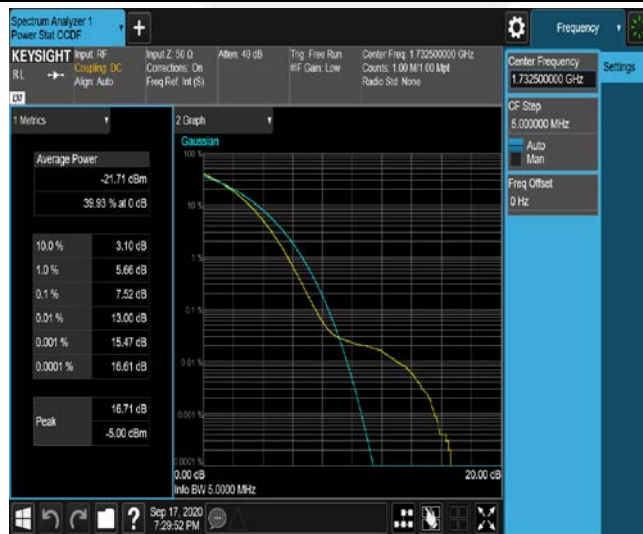 Spectrum Analyzer 1
Power Stat CCDF
Frequency
KEYSIGHT
RL
LXI
Input: RF
Coupling: DC
Align: Auto
Input Z: 50 Ω
Corrections: On
Freq Ref: Int (S)
Atten: 40 dB
Trig: Free Run
#IF Gain: Low
Center Freq: 1.732500000 GHz
Counts: 1.00 M/1.00 Mpt
Radio Std: None
Center Frequency
1.732500000 GHz
Settings
CF Step
5.000000 MHz
Auto
Man
Freq Offset
0 Hz
1 Metrics
Average Power
-21.71 dBm
39.93 % at 0 dB
10.0 % 3.10 dB
1.0 % 5.66 dB
0.1 % 7.52 dB
0.01 % 13.00 dB
0.001 % 15.47 dB
0.0001 % 16.61 dB
Peak
16.71 dB
-5.00 dBm
2 Graph
Gaussian
100 %
10 %
1 %
0.1 %
0.01 %
0.001 %
0.0001 %
0.00 dB
20.00 dB
Info BW 5.0000 MHz
?
Sep 17, 2020
7:29:52 PM